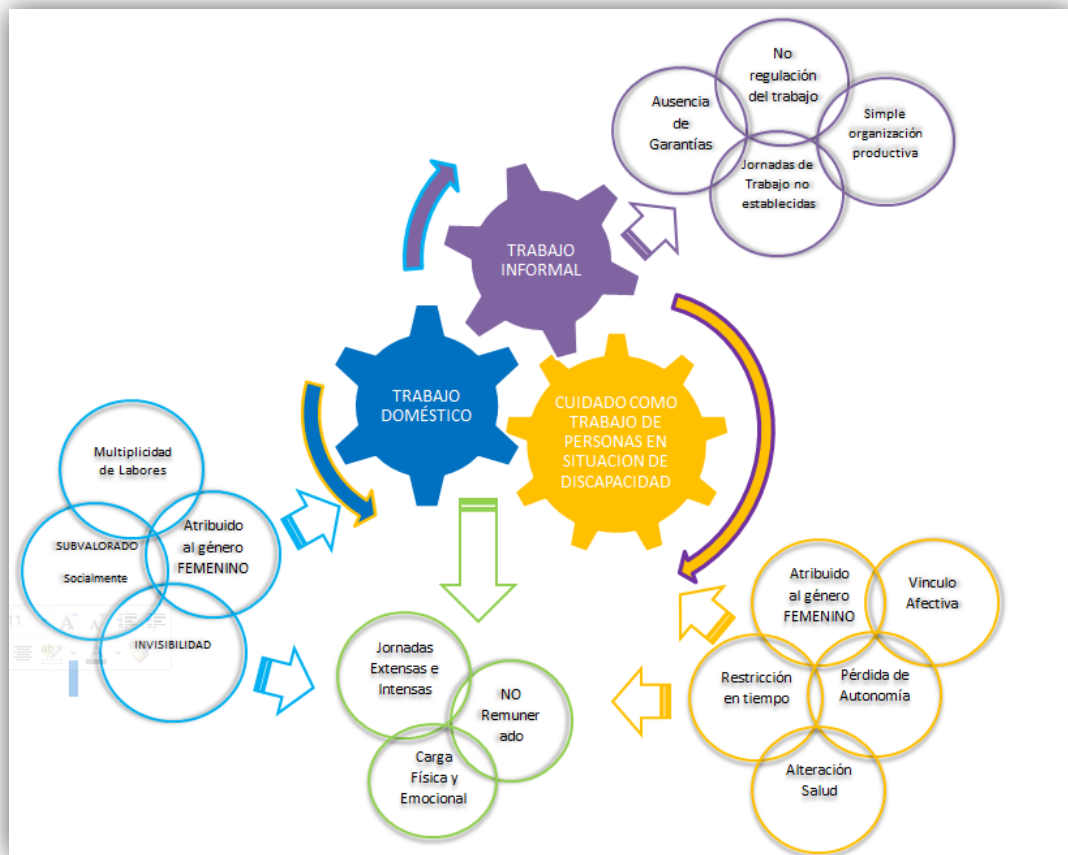 No
regulación
del trabajo
Ausencia
de
Garantías
Simple
organización
productiva
Jornadas de
Trabajo no
establecidas
TRABAJO
INFORMAL
TRABAJO
DOMÉSTICO
CUIDADO COMO
TRABAJO DE
PERSONAS EN
SITUACION DE
DISCAPACIDAD
Multiplicidad
de Labores
SUBVALORADO
Socialmente
Atribuido
al género
FEMENINO
INVISIBILIDAD
Jornadas
Extensas e
Intensas
NO
Remuner
ado
Carga
Física y
Emocional
Atribuido
al género
FEMENINO
Vinculo
Afectiva
Restricción
en tiempo
Pérdida de
Autonomía
Alteración
Salud